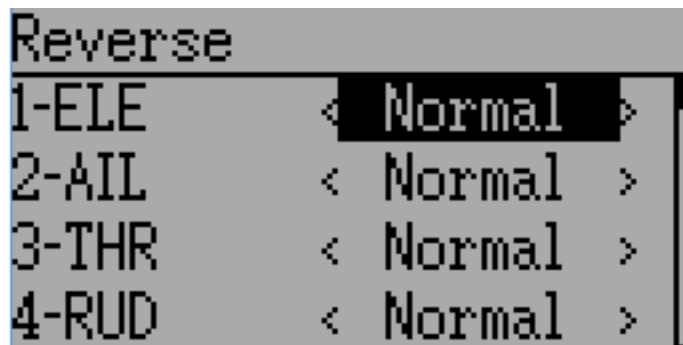 Reverse
1-ELE < Normal >
2-AIL < Normal >
3-THR < Normal >
4-RUD < Normal >